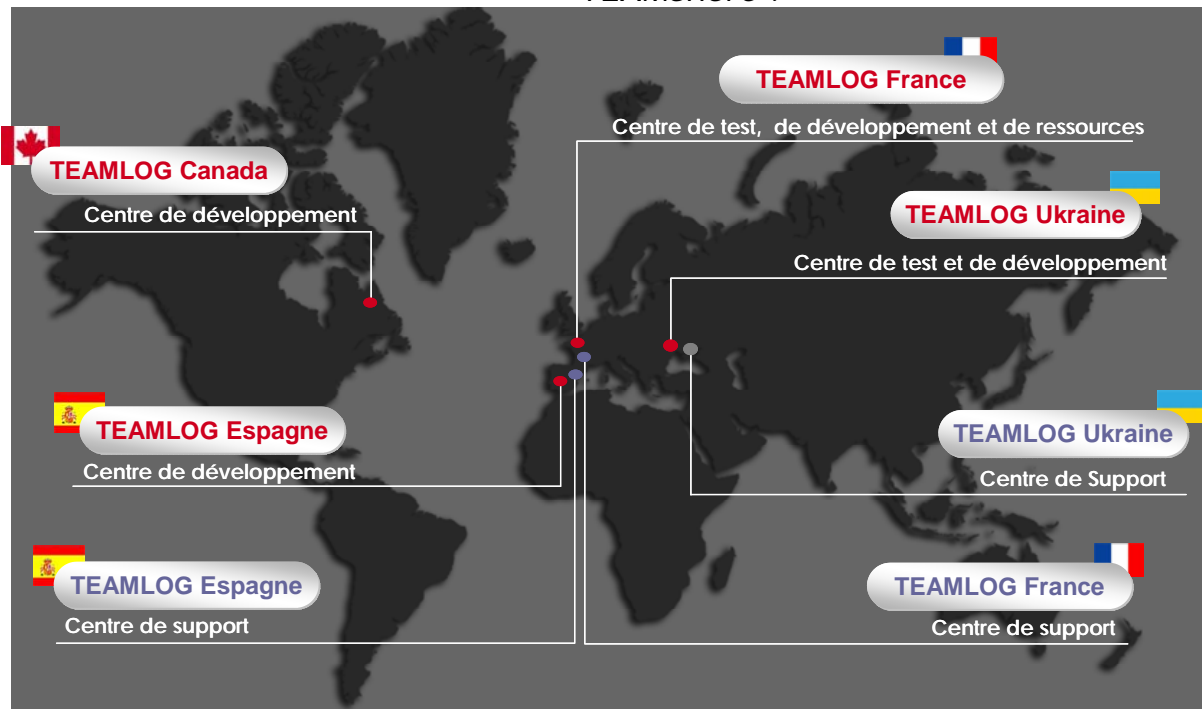 TEAMLOG France
Centre de test, de développement et de ressources
TEAMLOG Canada
Centre de développement
TEAMLOG Ukraine
Centre de test et de développement
TEAMLOG Espagne
Centre de développement
TEAMLOG Ukraine
Centre de Support
TEAMLOG Espagne
Centre de support
TEAMLOG France
Centre de support